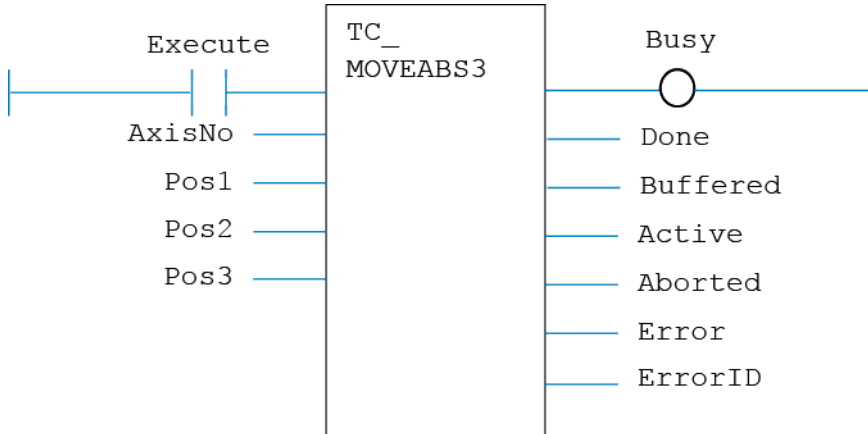 Execute
TC_
MOVEABS3
Busy
AxisNo
Done
Pos1
Buffered
Pos2
Active
Pos3
Aborted
Error
ErrorID